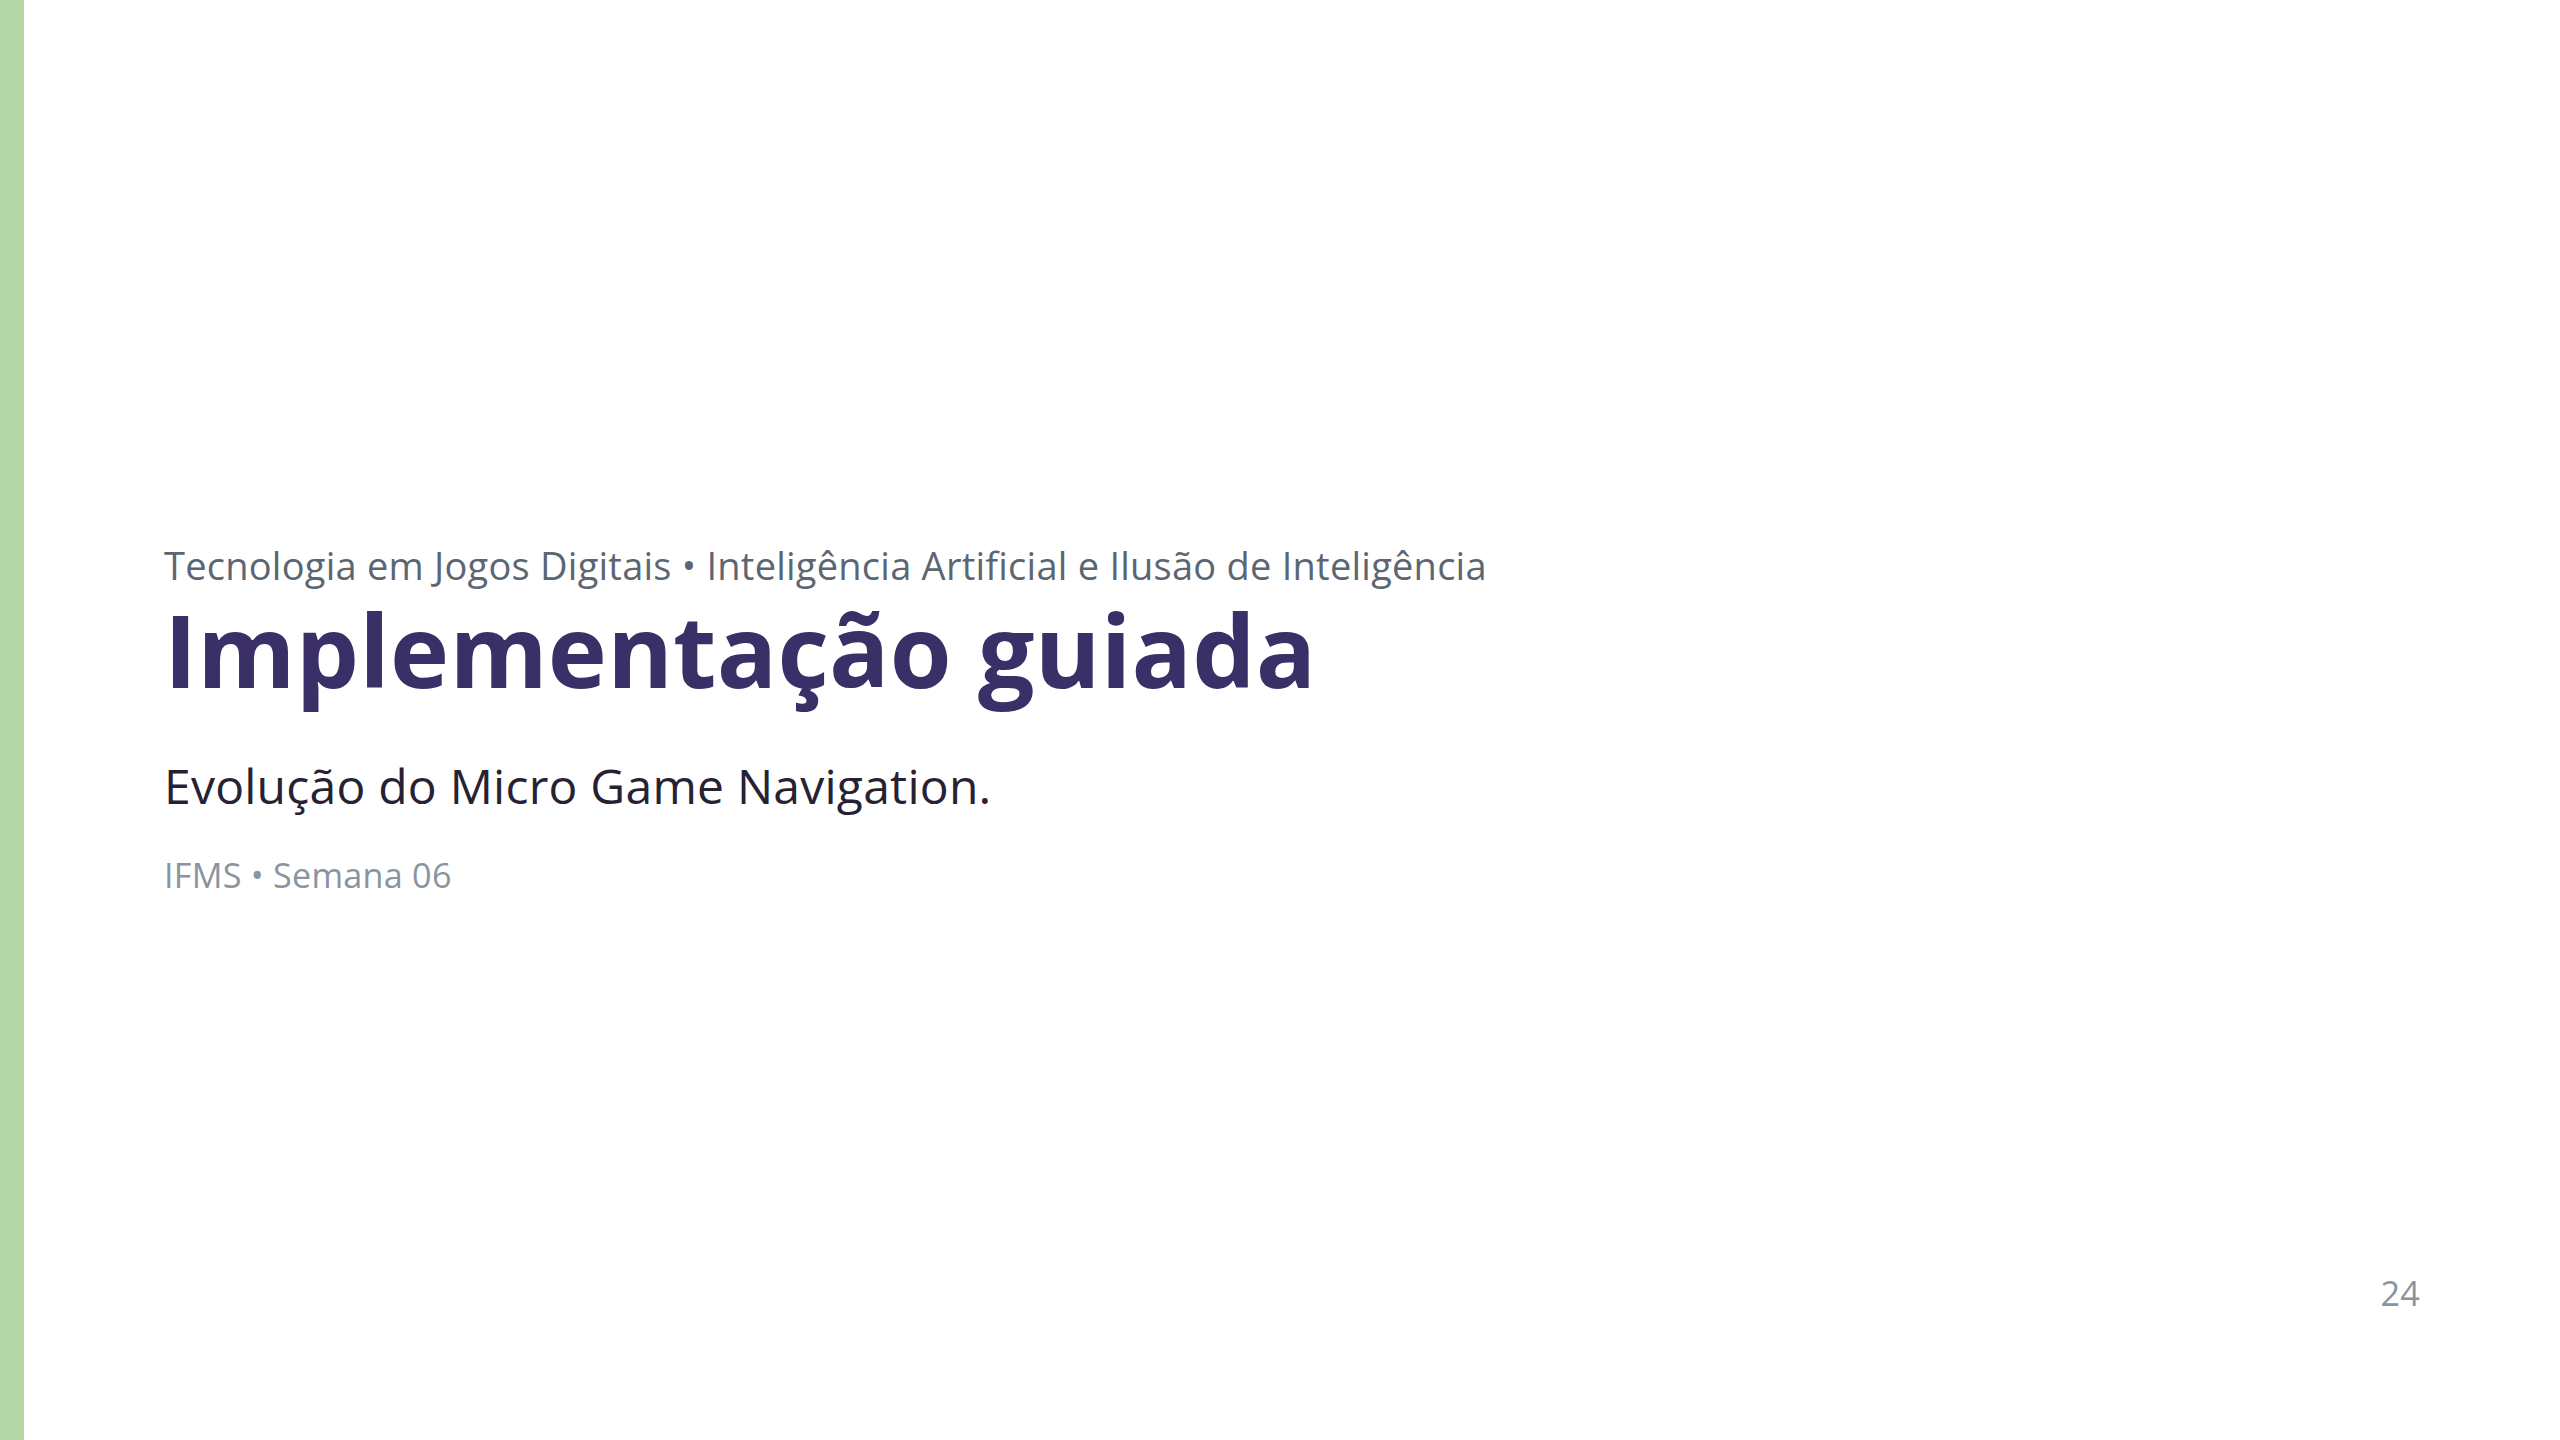 Tecnologia em Jogos Digitais • Inteligência Artificial e Ilusão de Inteligência
Implementação guiada
Evolução do Micro Game Navigation.
IFMS • Semana 06
24